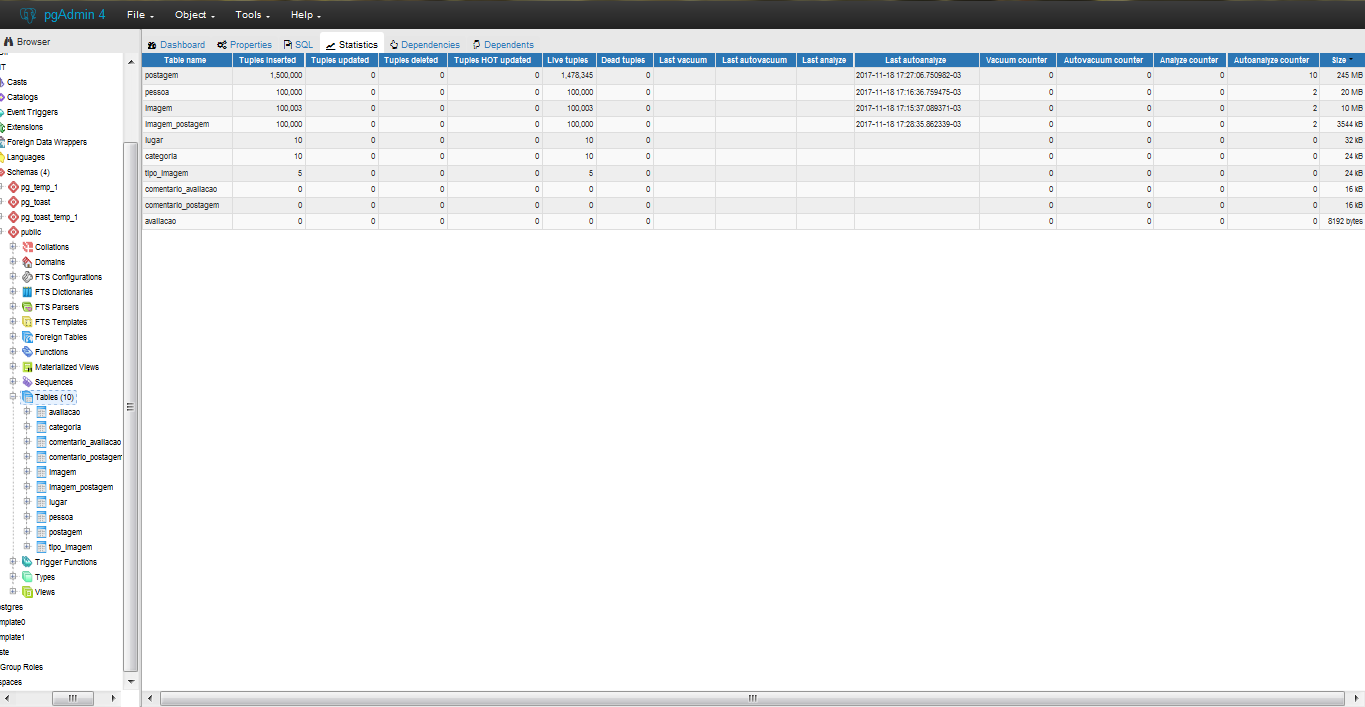 pgAdmin 4 File Object Tools Help
Browser
Dashboard Properties SQL Statistics Dependencies Dependents
Table name Tuples inserted Tuples updated Tuples deleted Tuples HOT updated Live tuples Dead tuples Last vacuum Last autovacuum Last analyze Last autoanalyze Vacuum counter Autovacuum counter Analyze counter Autoanalyze counter Size
postagem 1,500,000 0 0 0 1,478,345 0 2017-11-18 17:27:06.750982-03 0 0 0 10 245 MB
pessoa 100,000 0 0 0 100,000 0 2017-11-18 17:16:36.759475-03 0 0 0 2 20 MB
imagem 100,003 0 0 0 100,003 0 2017-11-18 17:15:37.089371-03 0 0 0 2 10 MB
imagem_postagem 100,000 0 0 0 100,000 0 2017-11-18 17:28:35.862339-03 0 0 0 2 3544 kB
lugar 10 0 0 0 10 0 0 0 0 0 32 kB
categoria 10 0 0 0 10 0 0 0 0 0 24 kB
tipo_imagem 5 0 0 0 5 0 0 0 0 0 24 kB
comentario_avaliacao 0 0 0 0 0 0 0 0 0 0 16 kB
comentario_postagem 0 0 0 0 0 0 0 0 0 0 16 kB
avaliacao 0 0 0 0 0 0 0 0 0 0 8192 bytes
IT
Casts
Catalogs
Event Triggers
Extensions
Foreign Data Wrappers
Languages
Schemas (4)
pg_temp_1
pg_toast
pg_toast_temp_1
public
Collations
Domains
FTS Configurations
FTS Dictionaries
FTS Parsers
FTS Templates
Foreign Tables
Functions
Materialized Views
Sequences
Tables (10)
avaliacao
categoria
comentario_avaliacao
comentario_postagem
imagem
imagem_postagem
lugar
pessoa
postagem
tipo_imagem
Trigger Functions
Types
Views
ostgres
mplate0
mplate1
ste
Group Roles
spaces